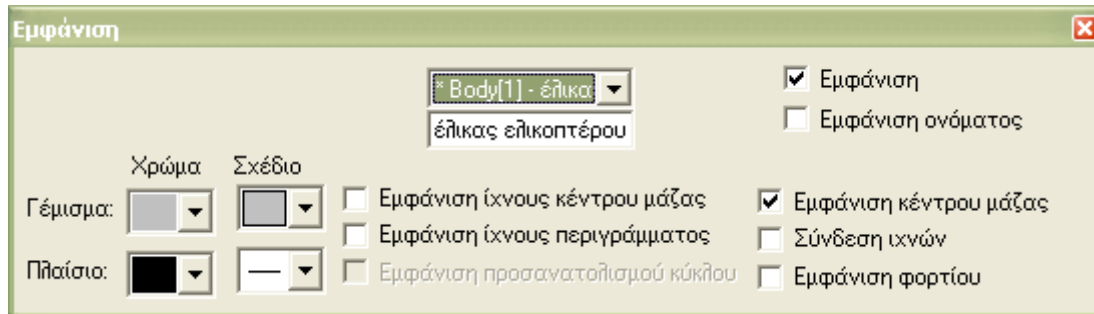 Εμφάνιση
* Body[1] - έλικα
έλικας ελικοπτέρου
Εμφάνιση
Εμφάνιση ονόματος
Χρώμα Σχέδιο
Γέμισμα:
Εμφάνιση ίχνους κέντρου μάζας
Εμφάνιση κέντρου μάζας
Εμφάνιση ίχνους περιγράμματος
Σύνδεση ιχνών
Πλαίσιο:
Εμφάνιση προσανατολισμού κύκλου
Εμφάνιση φορτίου